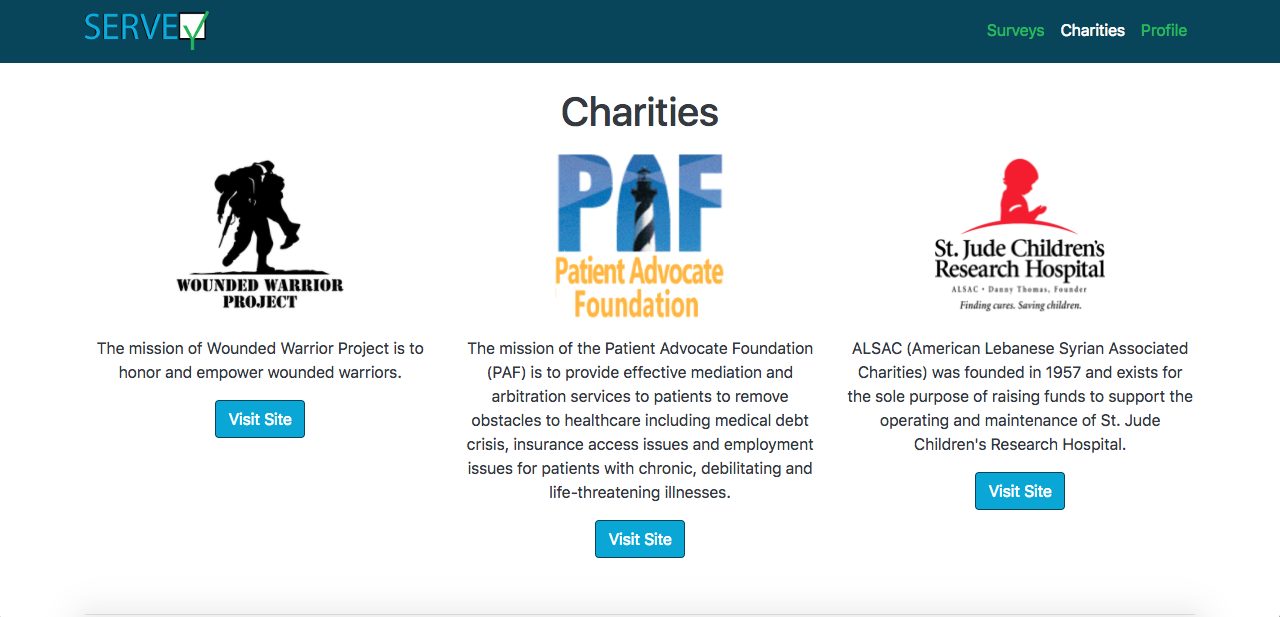 SERVEY
Surveys Charities Profile
Charities
WOUNDED WARRIOR
PROJECT
The mission of Wounded Warrior Project is to
honor and empower wounded warriors.
Visit Site
PAF
Patient Advocate
Foundation
The mission of the Patient Advocate Foundation
(PAF) is to provide effective mediation and
arbitration services to patients to remove
obstacles to healthcare including medical debt
crisis, insurance access issues and employment
issues for patients with chronic, debilitating and
life-threatening illnesses.
Visit Site
St. Jude Children's
Research Hospital
ALSAC • Danny Thomas, Founder
Finding cures. Saving children.
ALSAC (American Lebanese Syrian Associated
Charities) was founded in 1957 and exists for
the sole purpose of raising funds to support the
operating and maintenance of St. Jude
Children's Research Hospital.
Visit Site